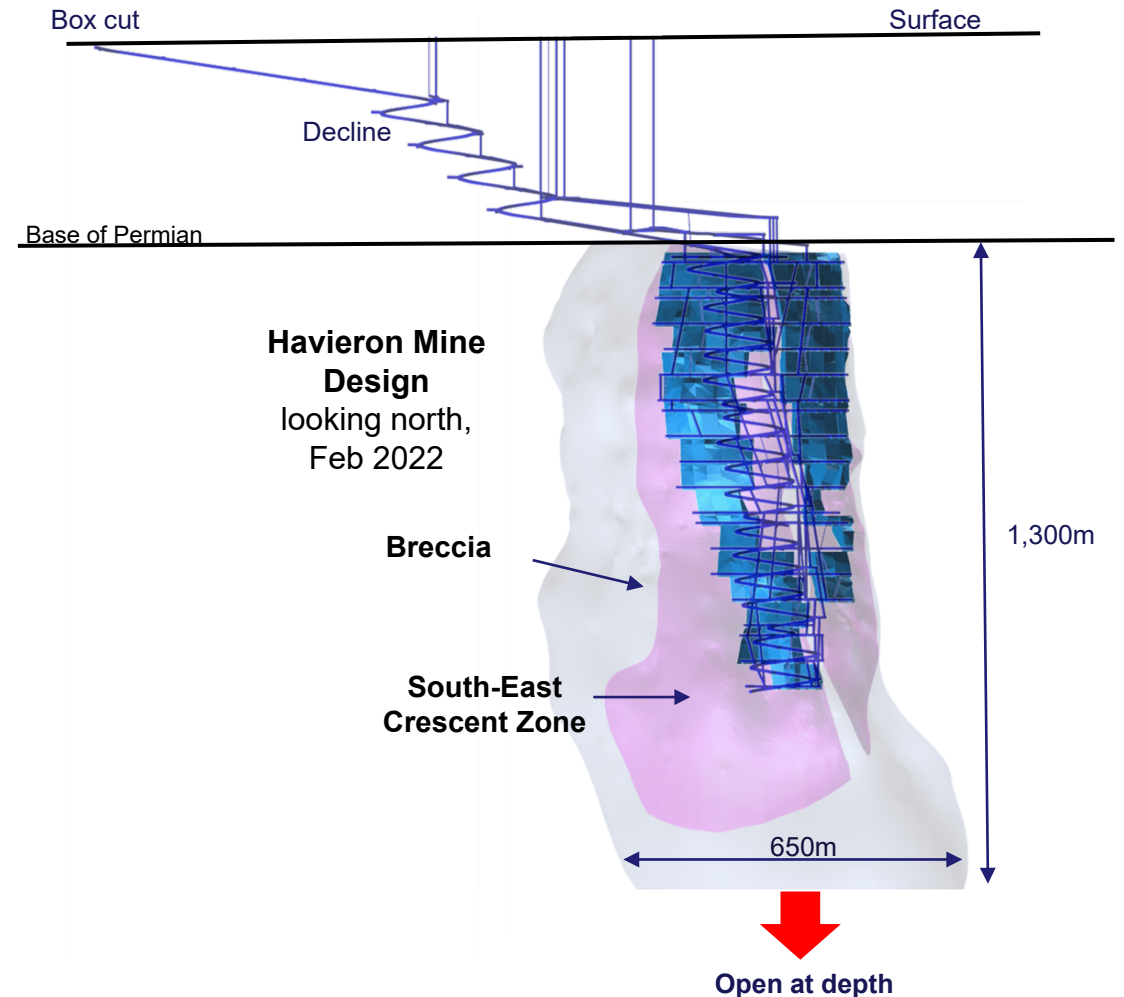 Box cut
Surface
Decline
Base of Permian
Havieron Mine
Design
looking north,
Feb 2022
Breccia
1,300m
South-East
Crescent Zone
650m
Open at depth